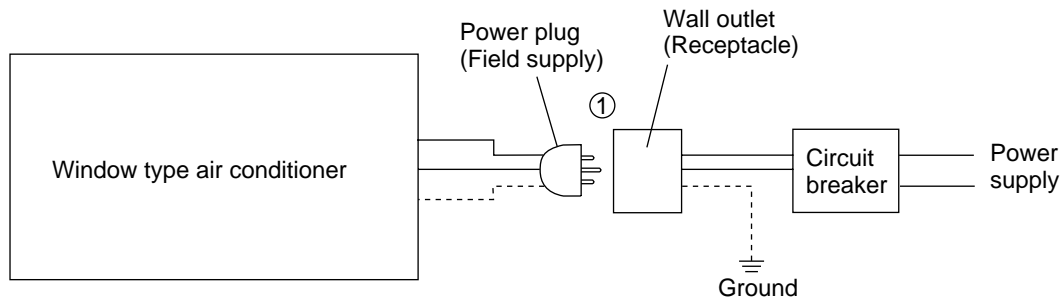 Power plug
(Field supply)
Wall outlet
(Receptacle)
①
Window type air conditioner
Circuit
breaker
Power
supply
Ground